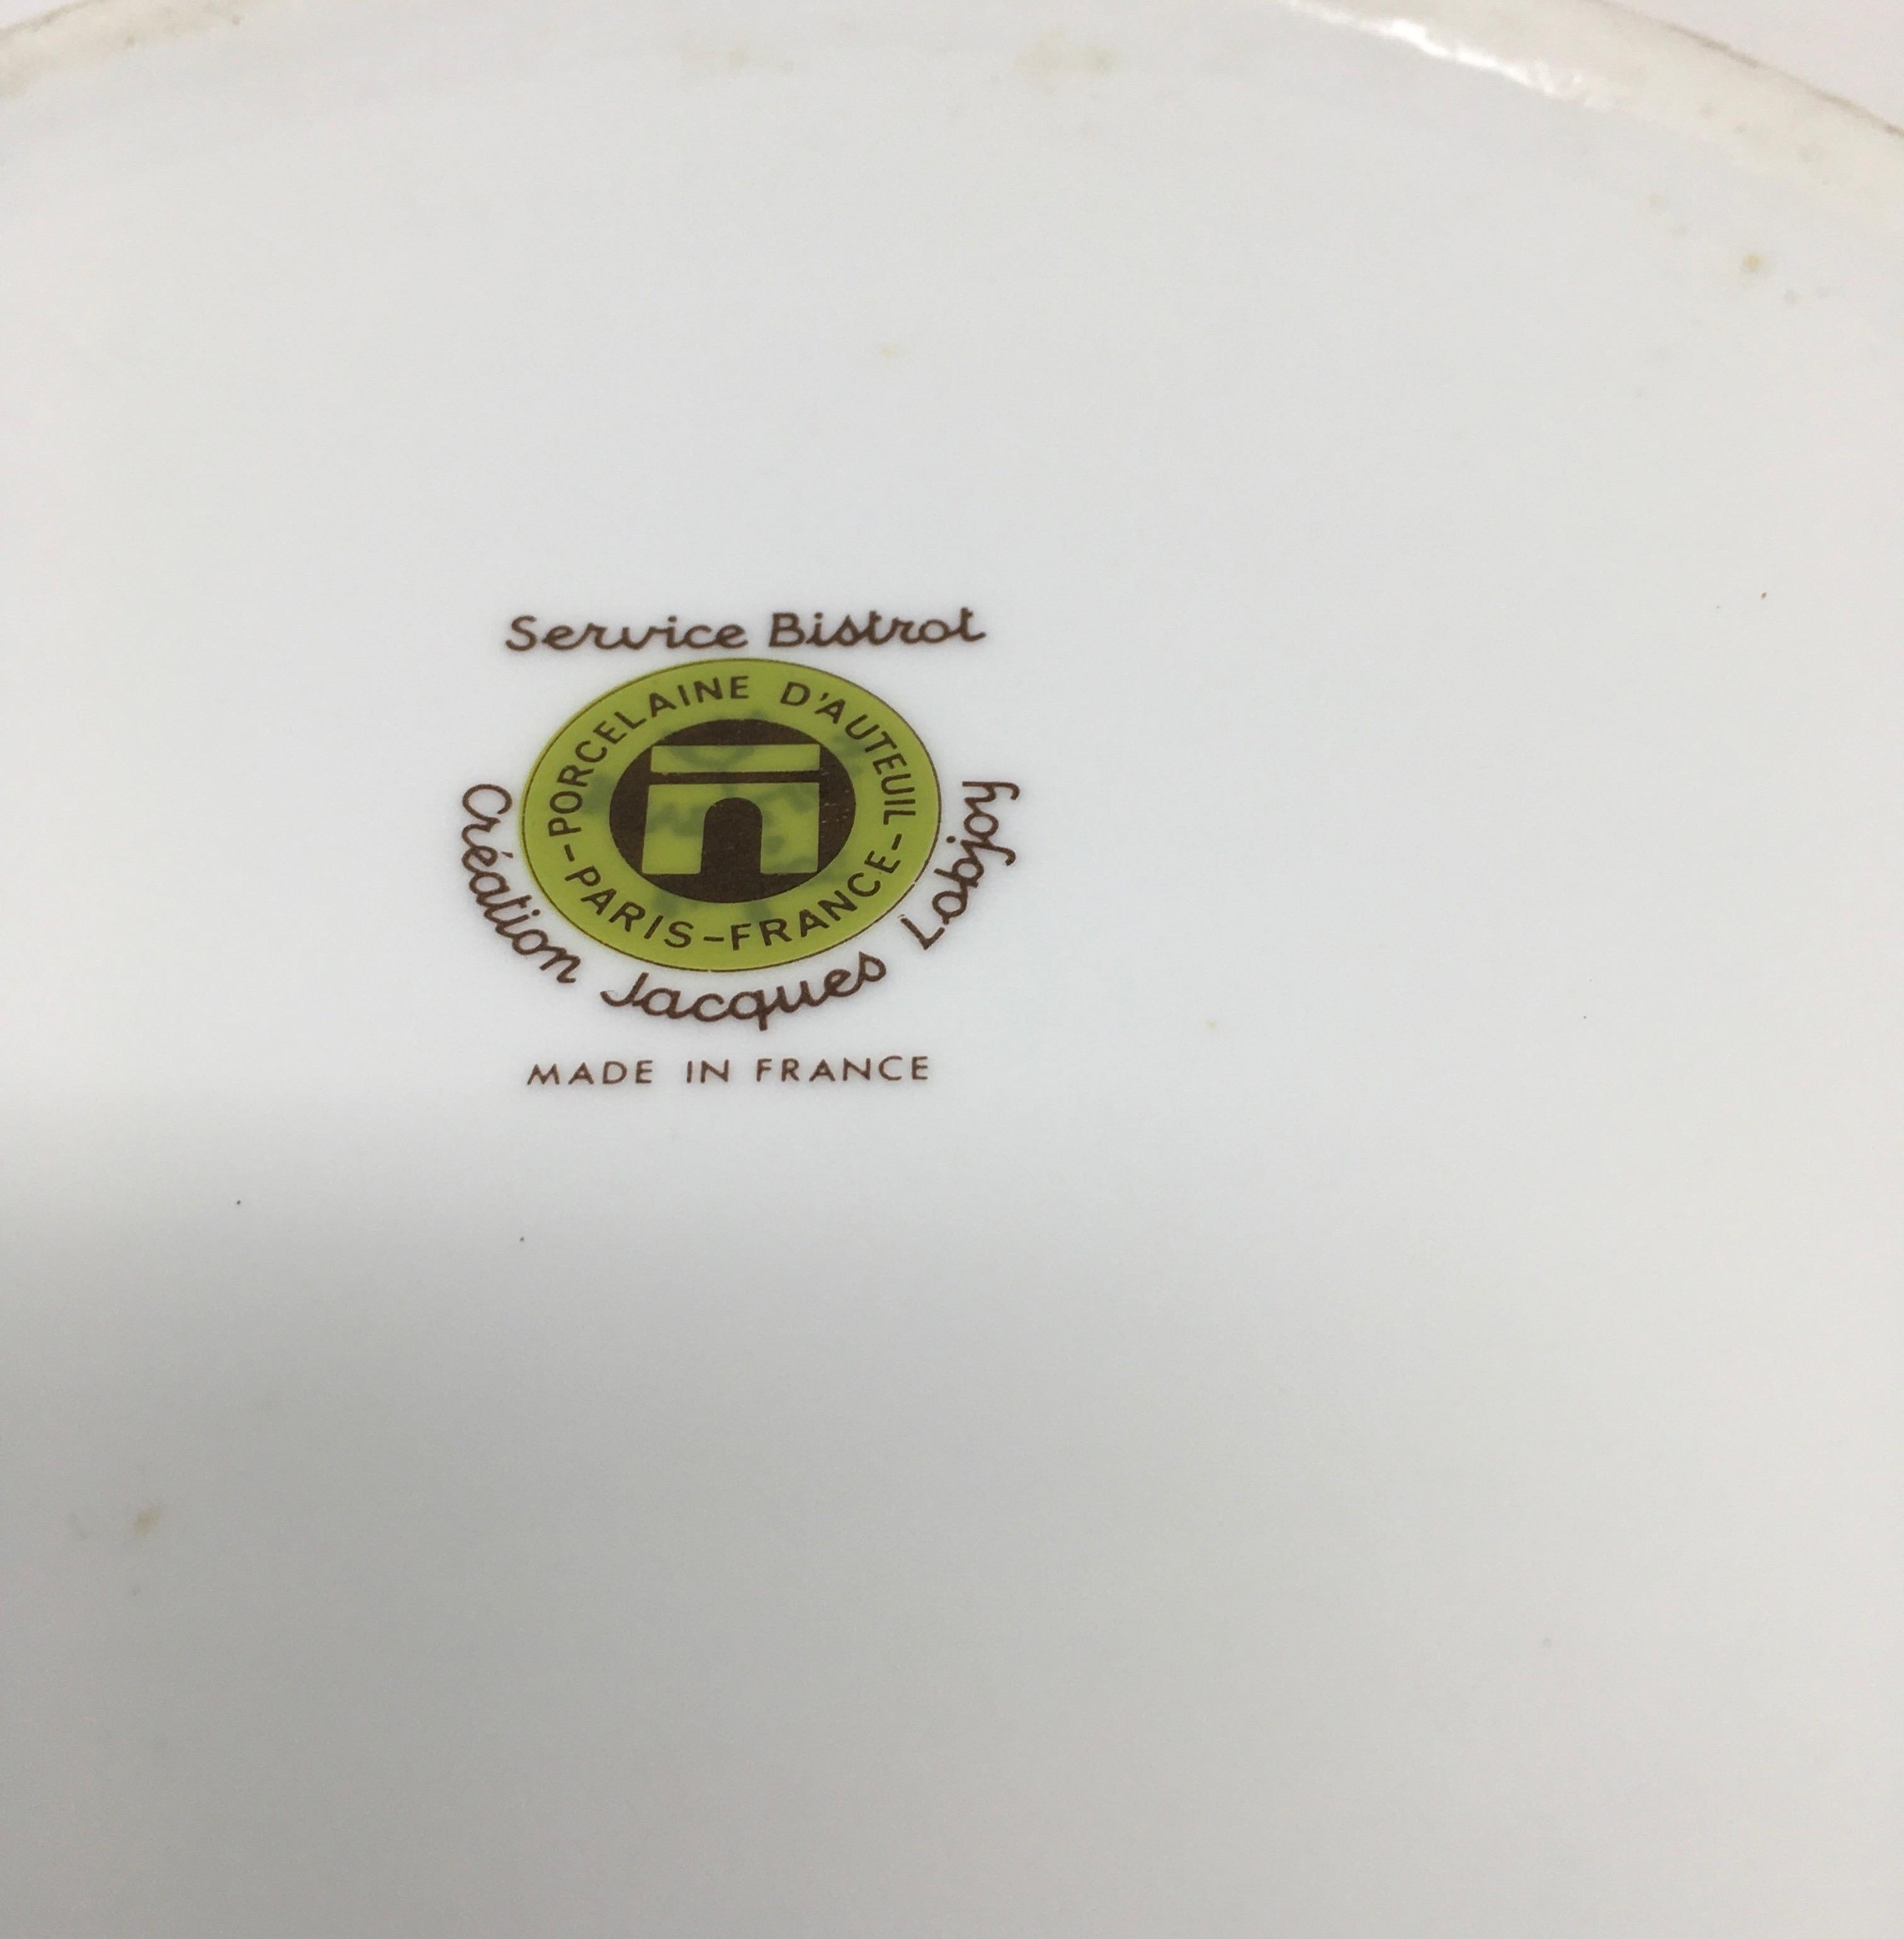 Service Bistrot
PORCELAINE D'AUTEUIL
-PARIS-FRANCE-
Création Jacques Lobjoy
MADE IN FRANCE